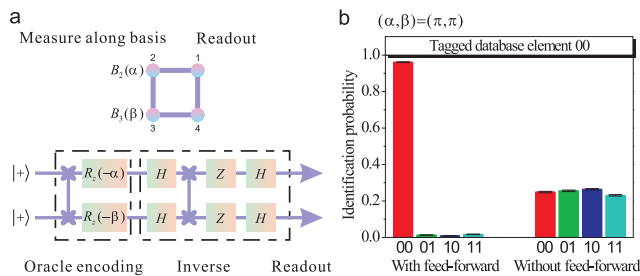 a
Measure along basis Readout
2 1
B₂(α)
B₃(β)
3 4
|+⟩ R_z(-α) H Z H
|+⟩ R_z(-β) H Z H
Oracle encoding Inverse Readout
b
(α,β)=(π,π)
Tagged database element 00
Identification probability
1.0
0.8
0.6
0.4
0.2
0.0
00 01 10 11 00 01 10 11
With feed-forward Without feed-forward